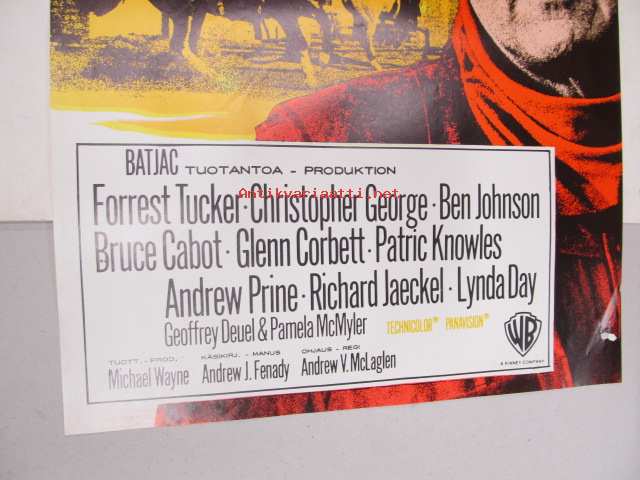 BATJAC TUOTANTOA - PRODUKTION
Antikvariaatti.net
Forrest Tucker · Christopher George · Ben Johnson
Bruce Cabot · Glenn Corbett · Patric Knowles
Andrew Prine · Richard Jaeckel · Lynda Day
Geoffrey Deuel & Pamela McMyler TECHNICOLOR® PANAVISION®
TUOTT. - PROD. KÄSIKIRJ. - MANUS OHJAUS - REGI
Michael Wayne Andrew J. Fenady Andrew V. McLaglen
WB
A KINNEY COMPANY